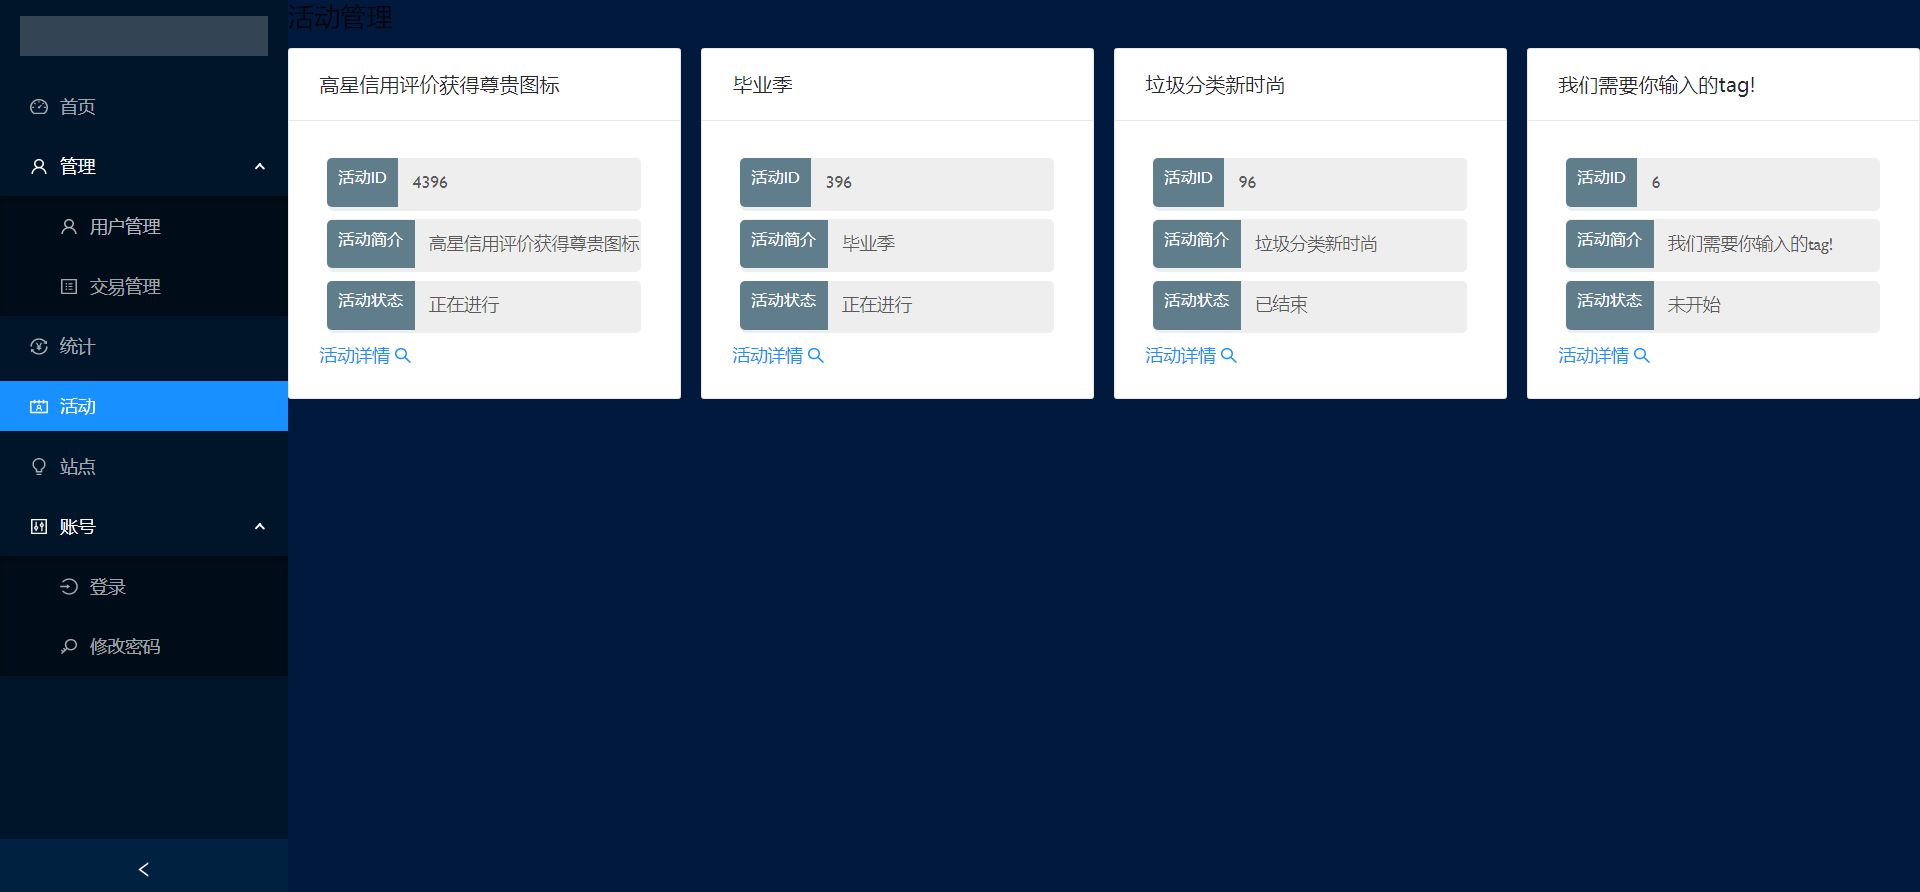 首页
管理
用户管理
交易管理
统计
活动
站点
账号
登录
修改密码
活动管理
高星信用评价获得尊贵图标
活动ID 4396
活动简介 高星信用评价获得尊贵图标
活动状态 正在进行
活动详情
毕业季
活动ID 396
活动简介 毕业季
活动状态 正在进行
活动详情
垃圾分类新时尚
活动ID 96
活动简介 垃圾分类新时尚
活动状态 已结束
活动详情
我们需要你输入的tag!
活动ID 6
活动简介 我们需要你输入的tag!
活动状态 未开始
活动详情